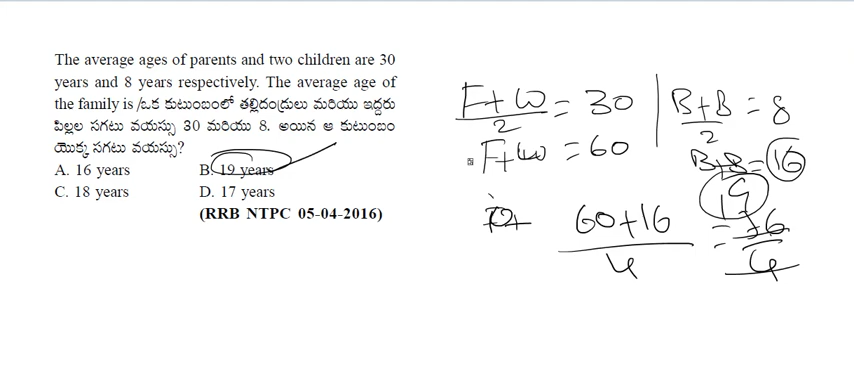 The average ages of parents and two children are 30
years and 8 years respectively. The average age of
the family is /ఒక కుటుంబంలో తల్లిదండ్రులు మరియు ఇద్దరు
పిల్లల సగటు వయస్సు 30 మరియు 8. అయిన ఆ కుటుంబం
యొక్క సగటు వయస్సు?
A. 16 years B. 19 years
C. 18 years D. 17 years
(RRB NTPC 05-04-2016)
F+W/2 = 30 | B+B/2 = 8
F+W = 60
B+B = 16
19
60+16/4 = 76/4